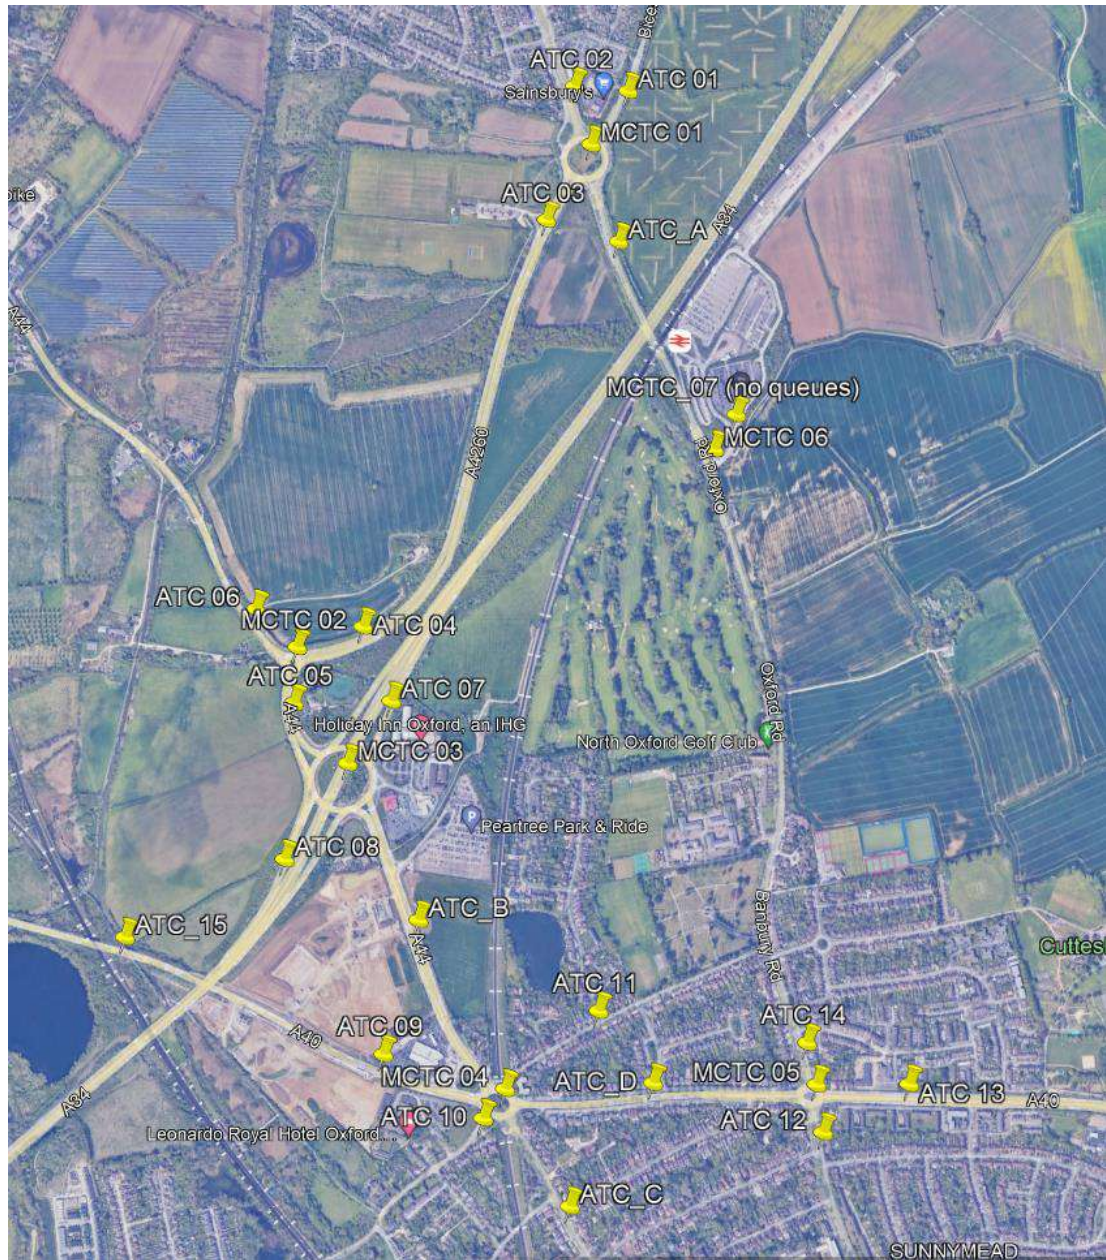 Bice
ATC 02
ATC 01
Sainsbury's
MCTC 01
oike
ATC 03
ATC_A
A34
A44
MCTC_07 (no queues)
MCTC 06
A4260
Oxford Rd
ATC 06
MCTC 02
ATC 04
ATC 05
A44
ATC 07
Holiday Inn Oxford, an IHG
Oxford Rd
North Oxford Golf Club
MCTC 03
P
Peartree Park & Ride
ATC 08
ATC_B
ATC_15
A44
Banbury Rd
Cuttes
ATC 11
ATC 14
A40
ATC 09
MCTC 04
ATC_D
MCTC 05
ATC 13
A40
A34
ATC 10
ATC 12
Leonardo Royal Hotel Oxford...
ATC_C
SUNNYMEAD